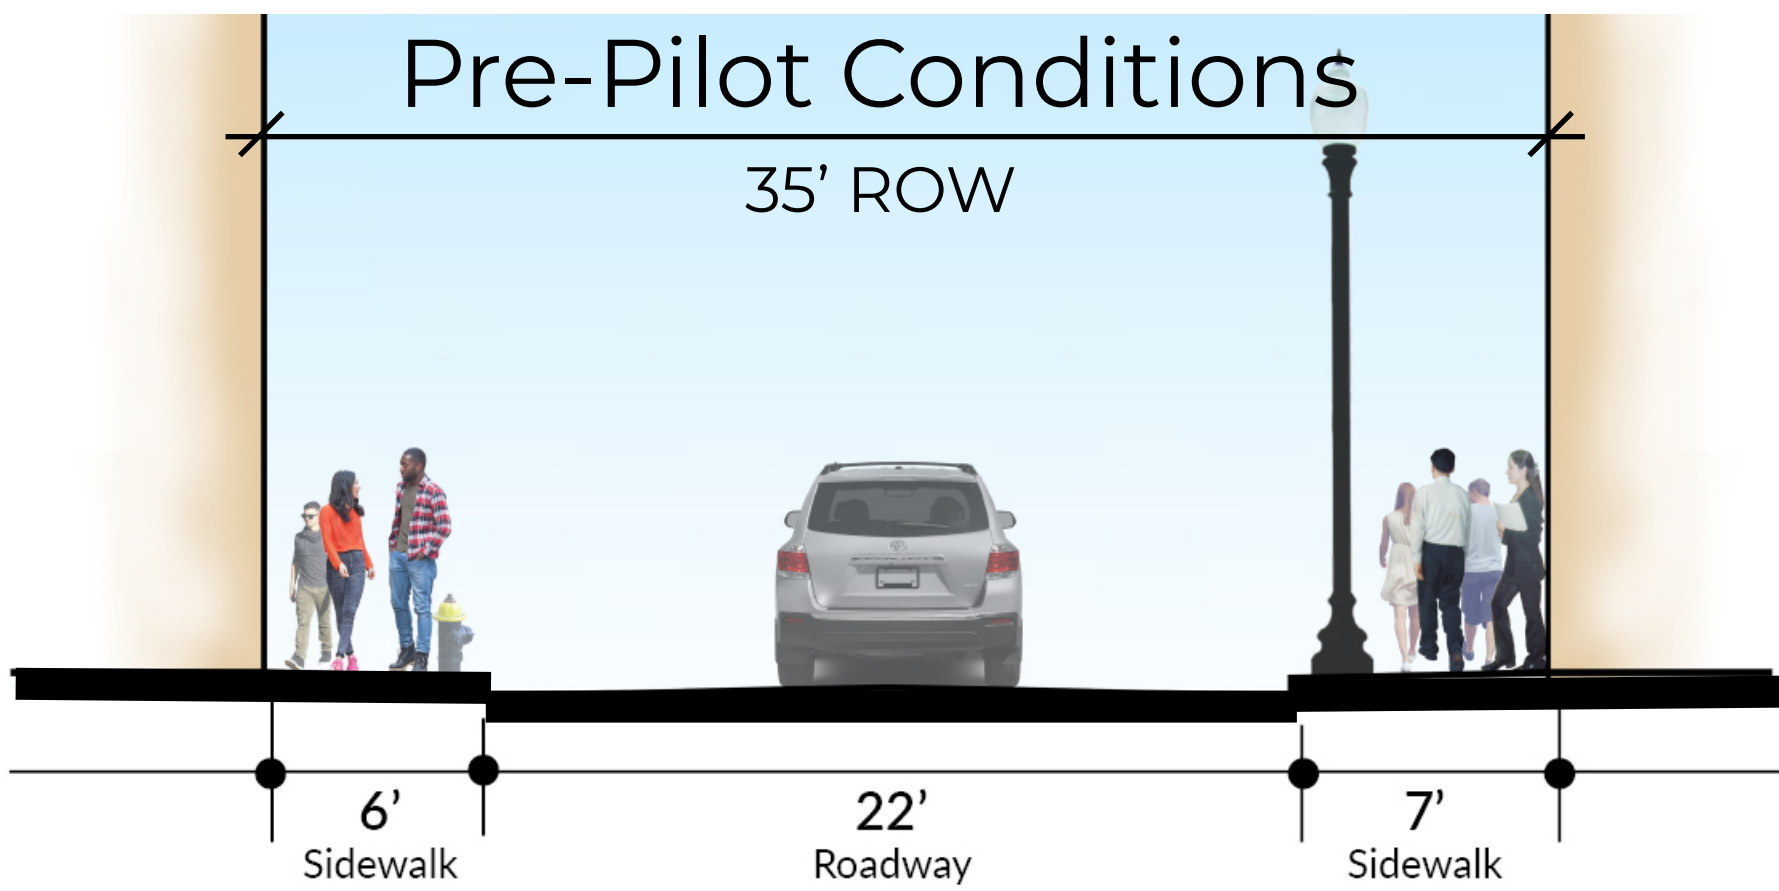 Pre-Pilot Conditions
35’ ROW
6’
Sidewalk
22’
Roadway
7’
Sidewalk